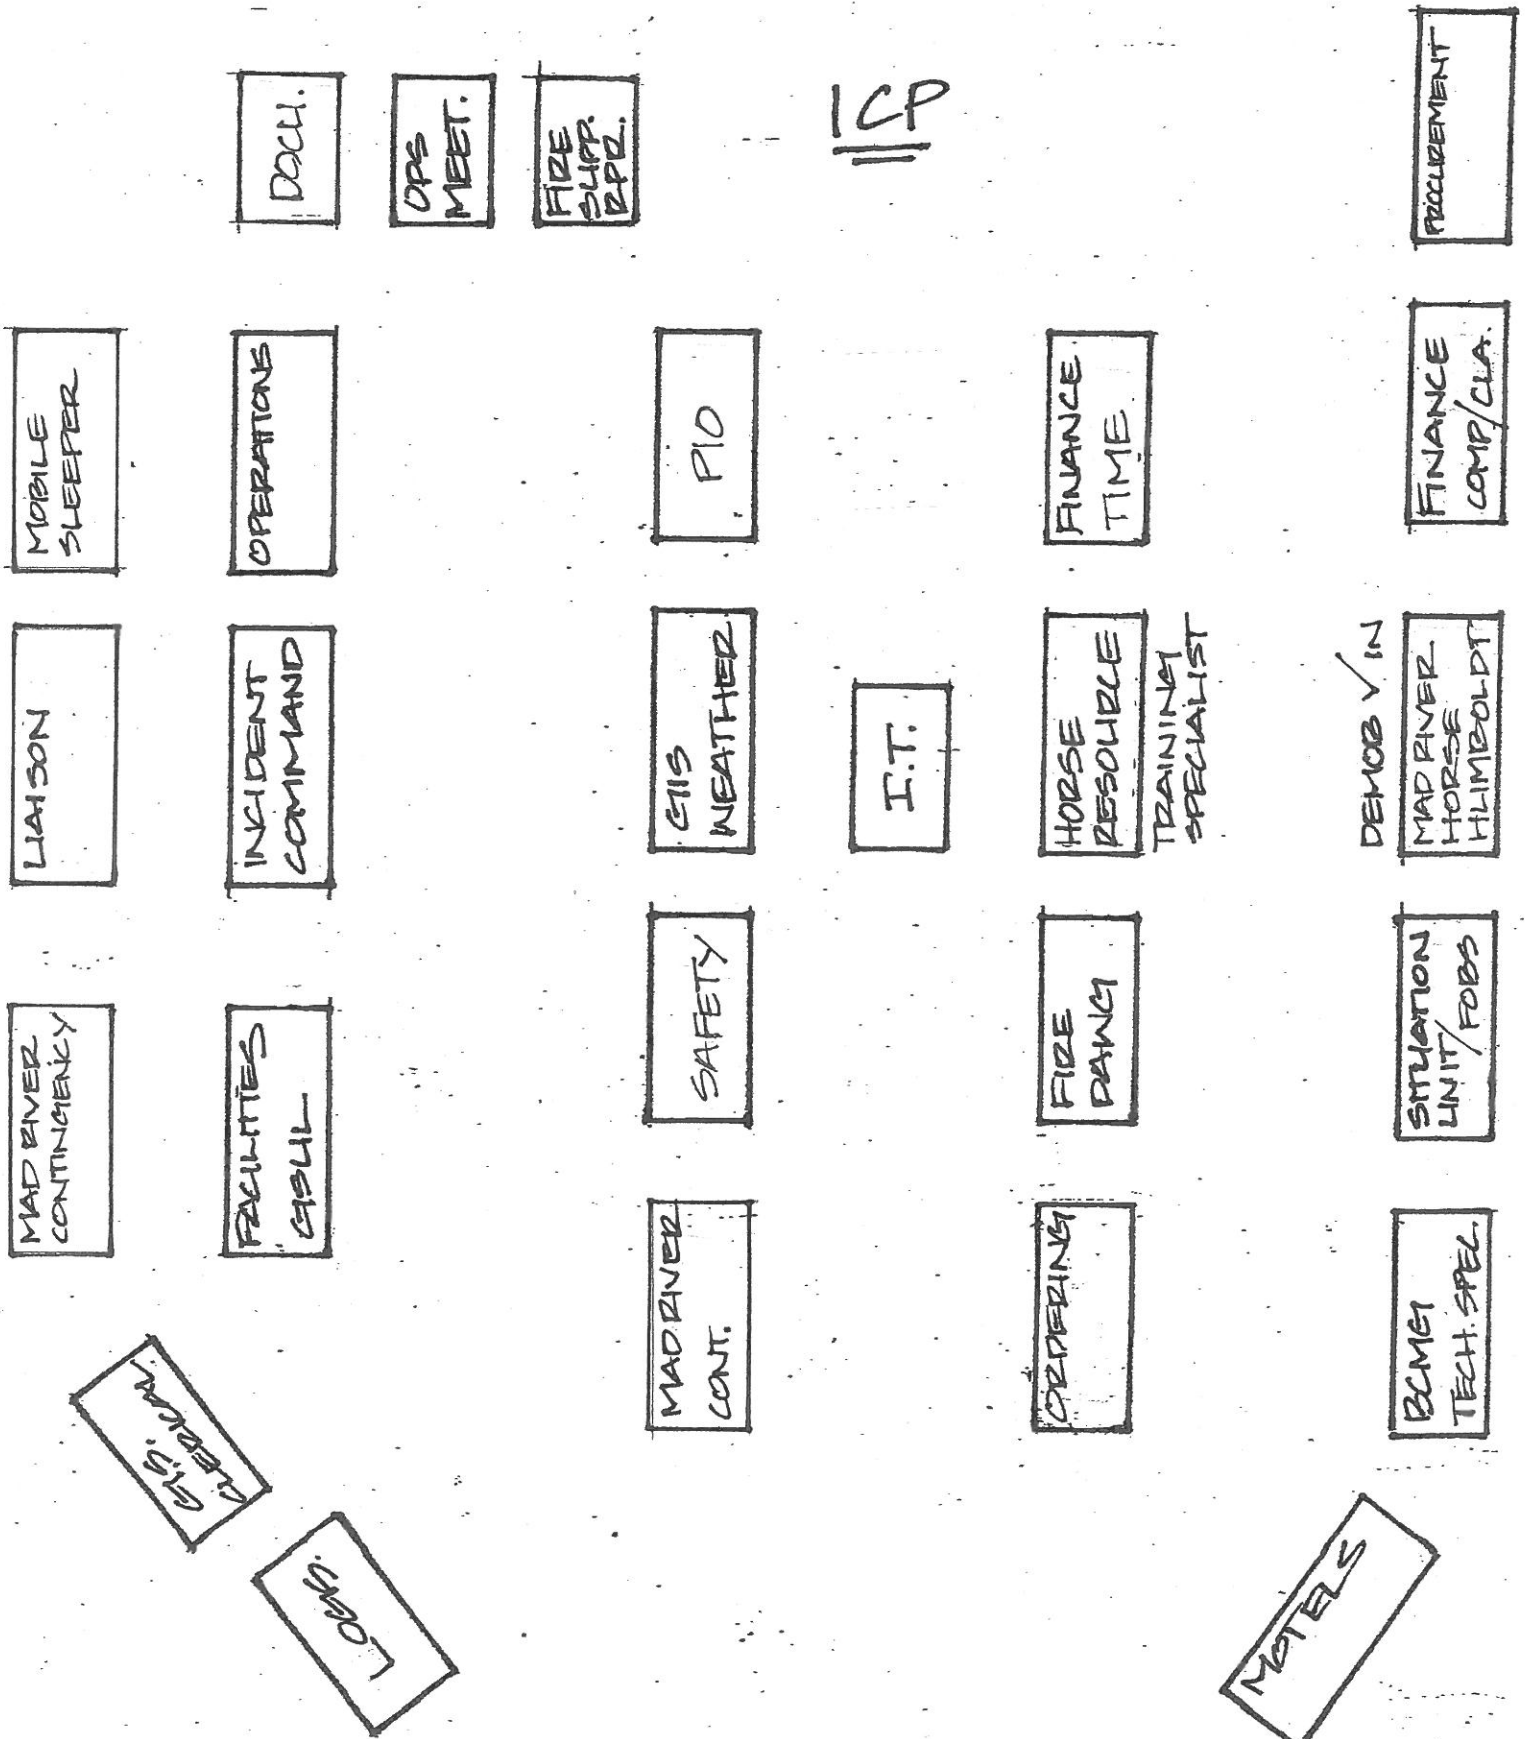 ICP
DOCU.
OPS
MEET.
FIRE
SUPP.
RPR.
PROCUREMENT
MOBILE
SLEEPER
OPERATIONS
PIO
FINANCE
TIME
FINANCE
COMP/CLA.
LIAISON
INCIDENT
COMMAND
GIS
WEATHER
I.T.
HORSE
RESOURCE
TRAINING
SPECIALIST
DEMOB ✓ IN
MAD RIVER
HORSE
HUMBOLDT
MAD RIVER
CONTINGENCY
FACILITIES
GSUL
SAFETY
FIRE
DAWG
SITUATION
UNIT/FOBS
MAD RIVER
CONT.
ORDERING
BCMG
TECH. SPEC.
LOGS.
MOTELS